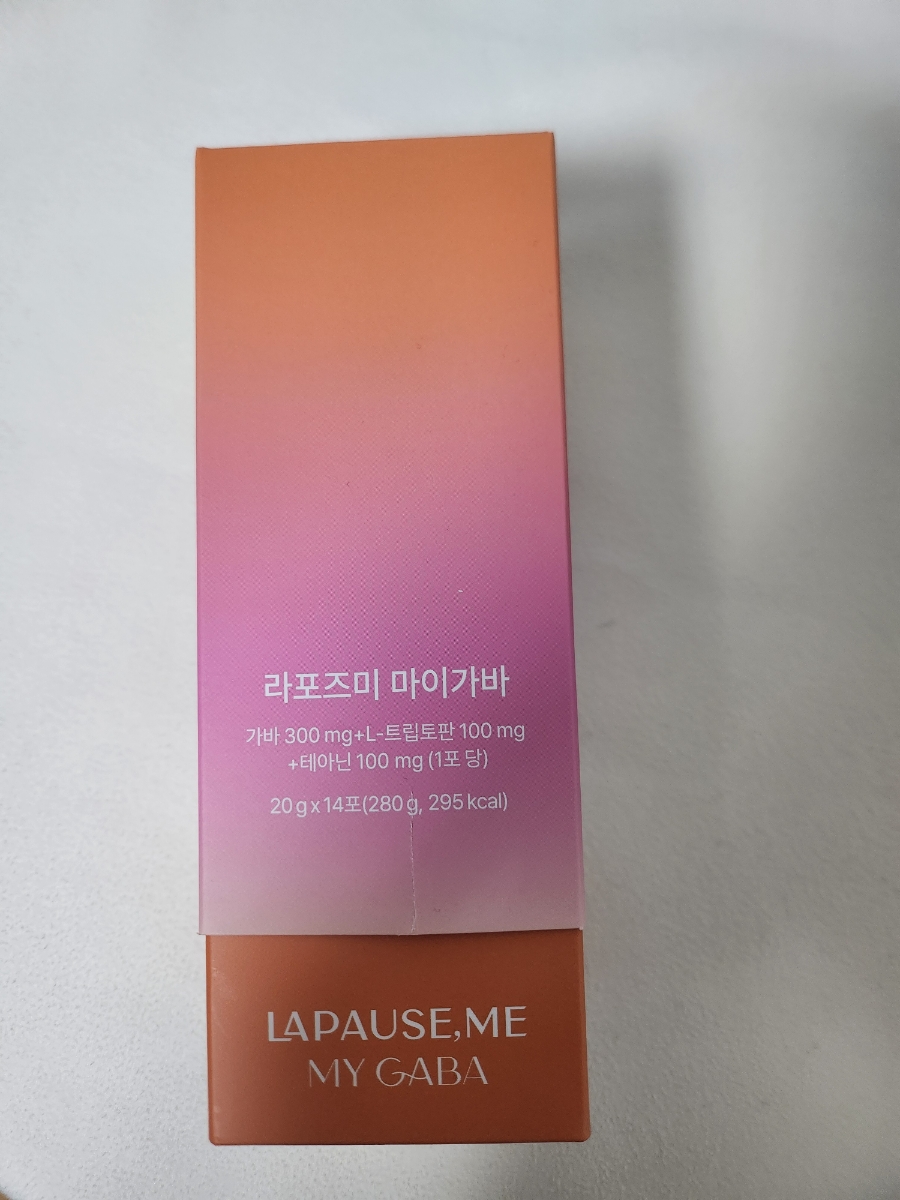 라포즈미 마이가바
가바 300 mg+L-트립토판 100 mg
+테아닌 100 mg (1포 당)
20 g x 14포(280 g, 295 kcal)
LAPAUSE,ME
MY GABA